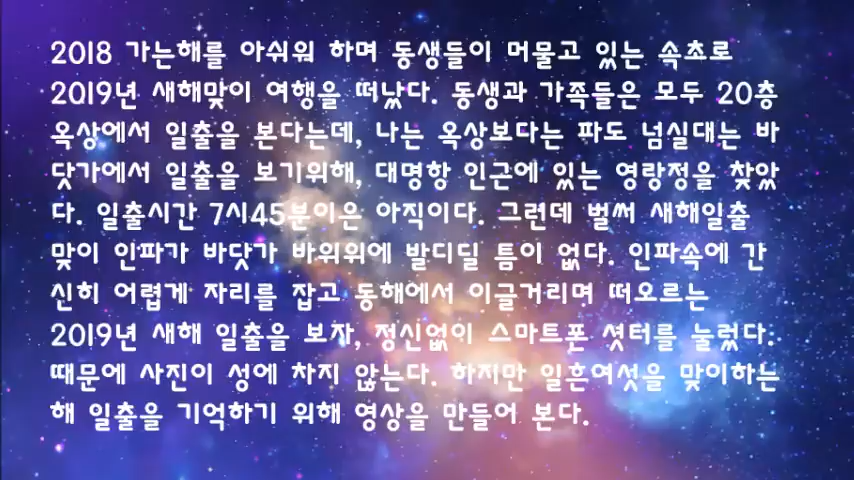 2018 가는해를 아쉬워 하며 동생들이 머물고 있는 속초로
2019년 새해맞이 여행을 떠났다. 동생과 가족들은 모두 20층
옥상에서 일출을 본다는데, 나는 옥상보다는 파도 넘실대는 바
닷가에서 일출을 보기위해, 대명항 인근에 있는 영랑정을 찾았
다. 일출시간 7시45분이은 아직이다. 그런데 벌써 새해일출
맞이 인파가 바닷가 바위위에 발디딜 틈이 없다. 인파속에 간
신히 어렵게 자리를 잡고 동해에서 이글거리며 떠오르는
2019년 새해 일출을 보자, 정신없이 스마트폰 셧터를 눌렀다.
때문에 사진이 성에 차지 않는다. 하지만 일흔여섯을 맞이하는
해 일출을 기억하기 위해 영상을 만들어 본다.